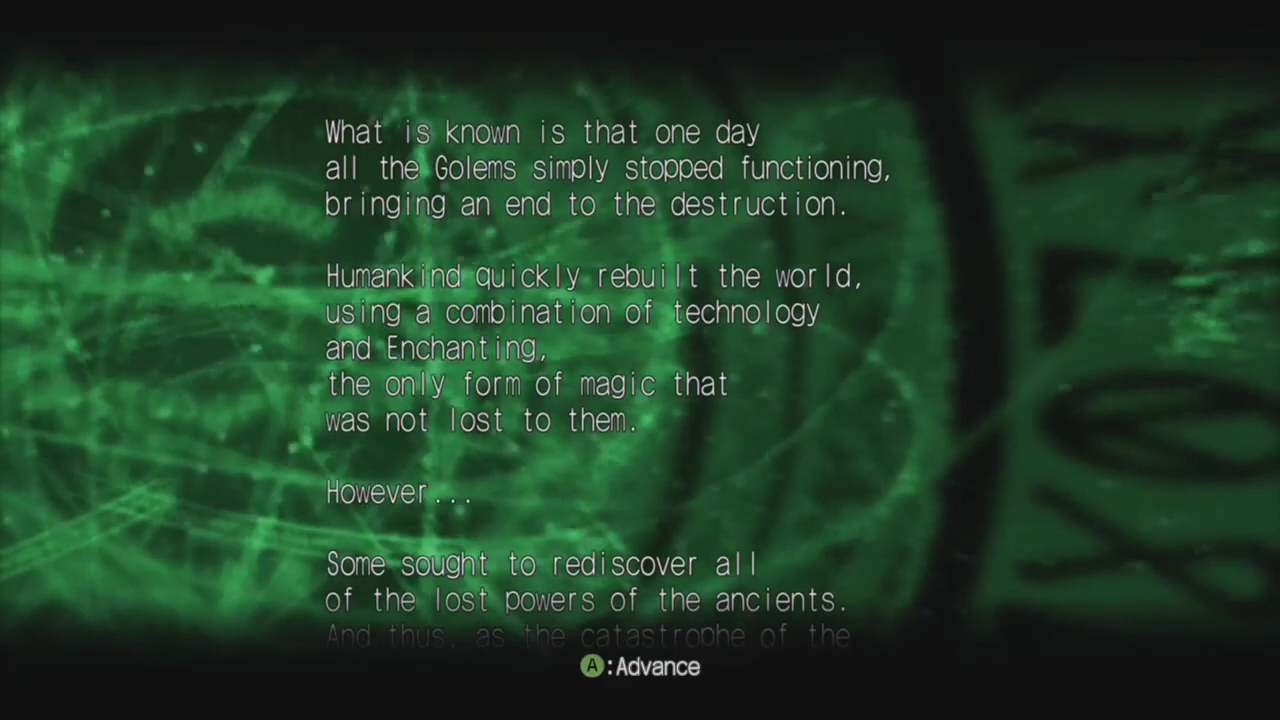 What is known is that one day
all the Golems simply stopped functioning,
bringing an end to the destruction.
Humankind quickly rebuilt the world,
using a combination of technology
and Enchanting,
the only form of magic that
was not lost to them.
However...
Some sought to rediscover all
of the lost powers of the ancients.
And thus, as the catastrophe of the
A:Advance